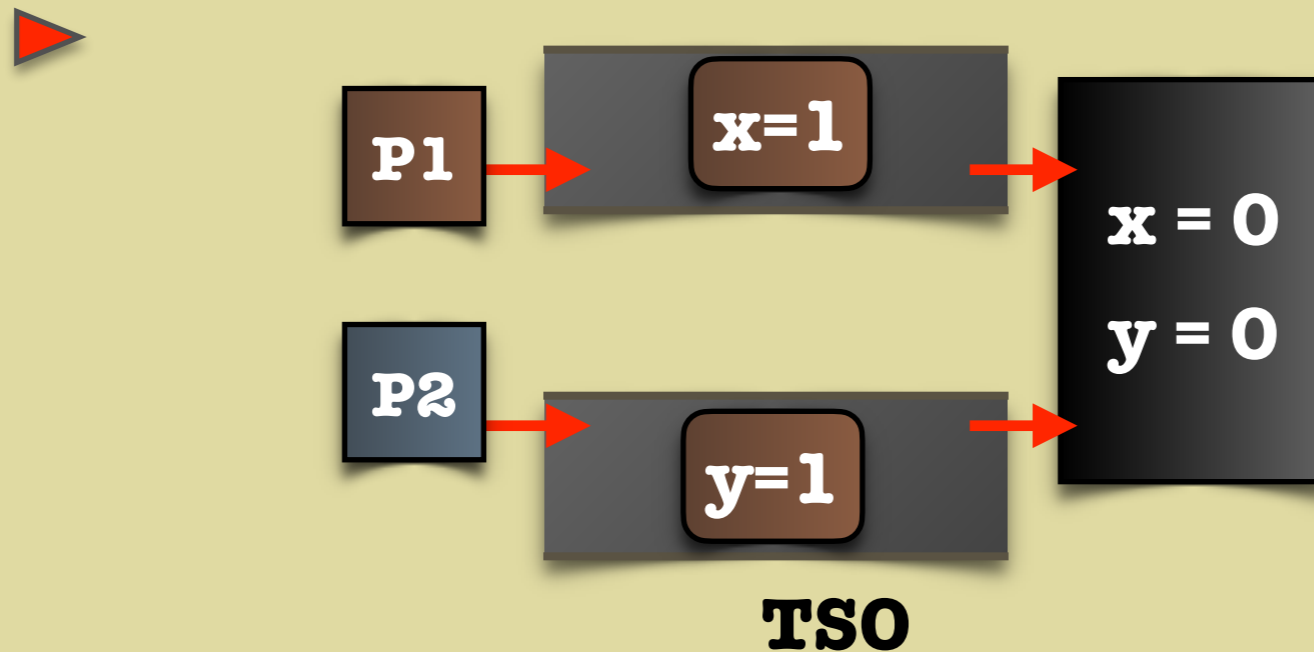 P1
x=1
x = 0
y = 0
P2
y=1
TSO